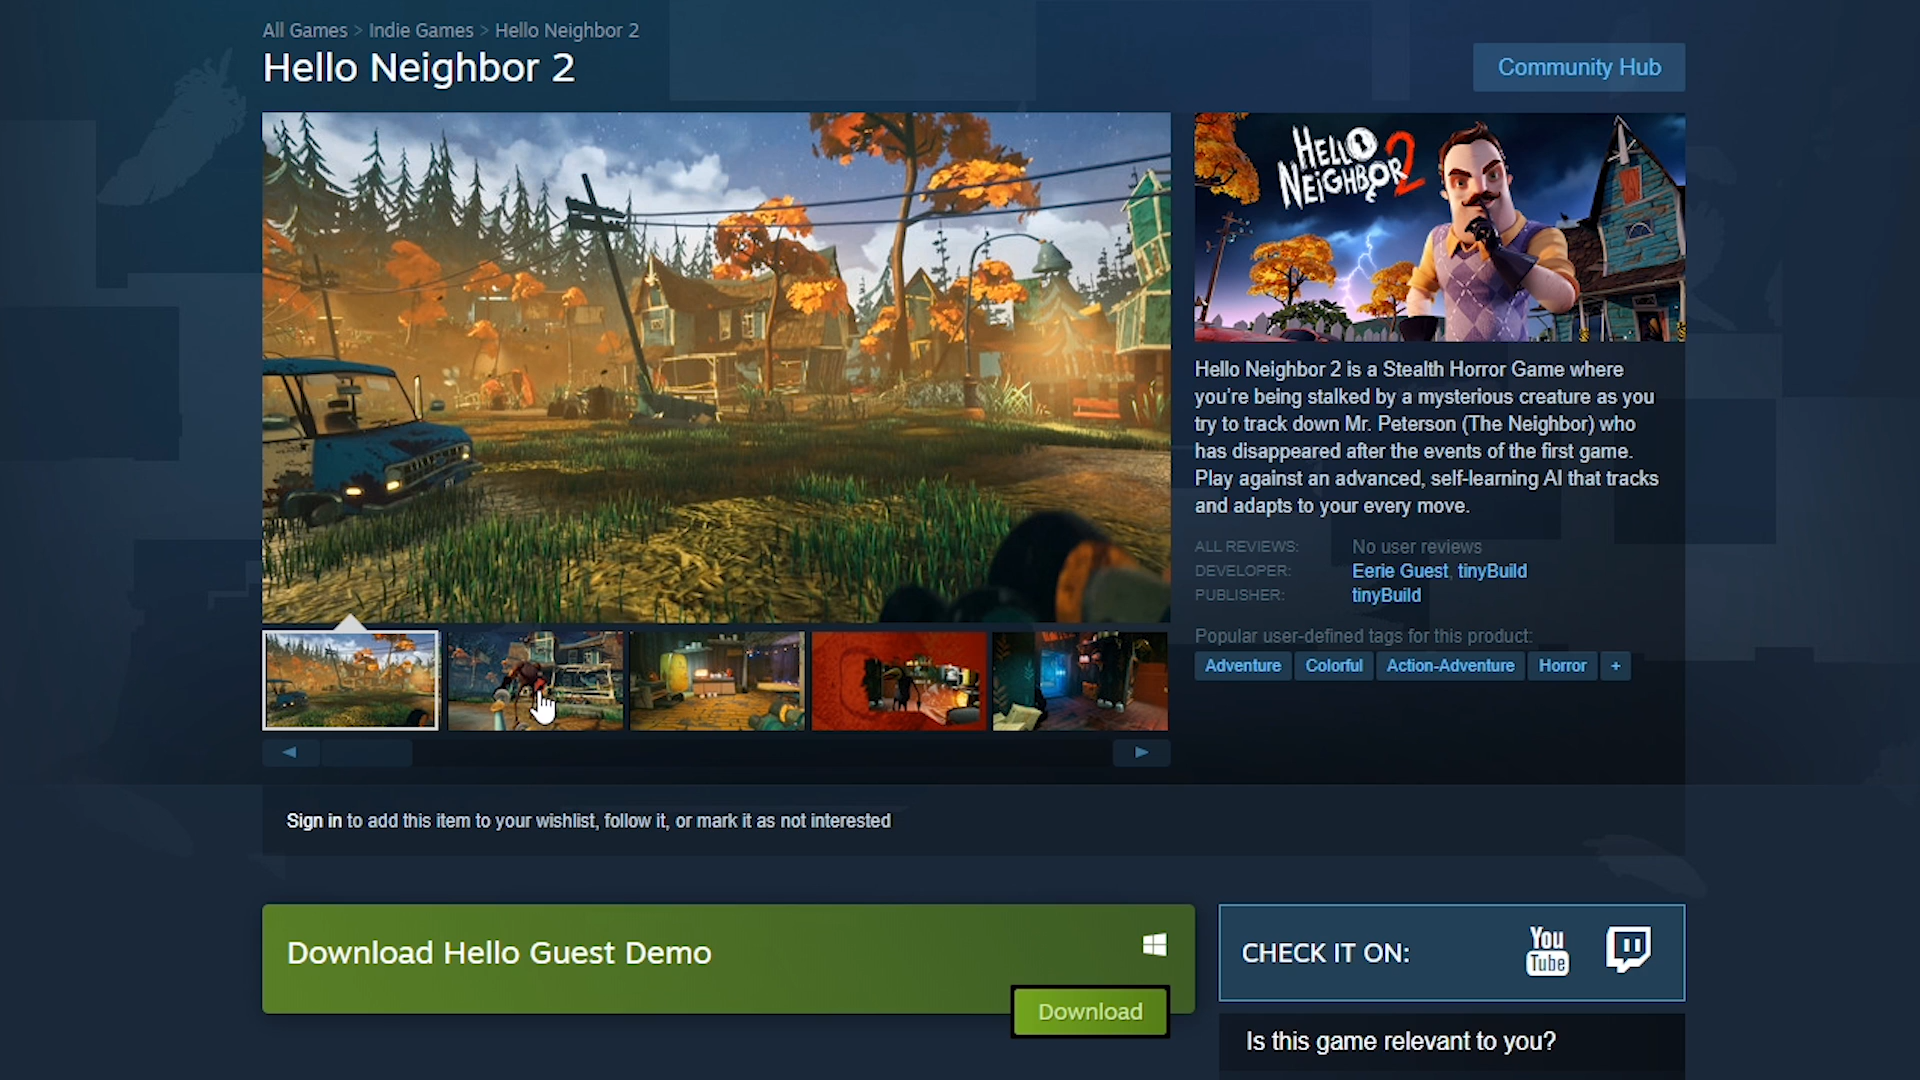 All Games > Indie Games > Hello Neighbor 2
Hello Neighbor 2
Community Hub
HELLO
NEIGHBOR 2
Hello Neighbor 2 is a Stealth Horror Game where
you're being stalked by a mysterious creature as you
try to track down Mr. Peterson (The Neighbor) who
has disappeared after the events of the first game.
Play against an advanced, self-learning AI that tracks
and adapts to your every move.
ALL REVIEWS: No user reviews
DEVELOPER: Eerie Guest, tinyBuild
PUBLISHER: tinyBuild
Popular user-defined tags for this product:
Adventure Colorful Action-Adventure Horror +
Sign in to add this item to your wishlist, follow it, or mark it as not interested
Download Hello Guest Demo
Download
CHECK IT ON:
You
Tube
Is this game relevant to you?